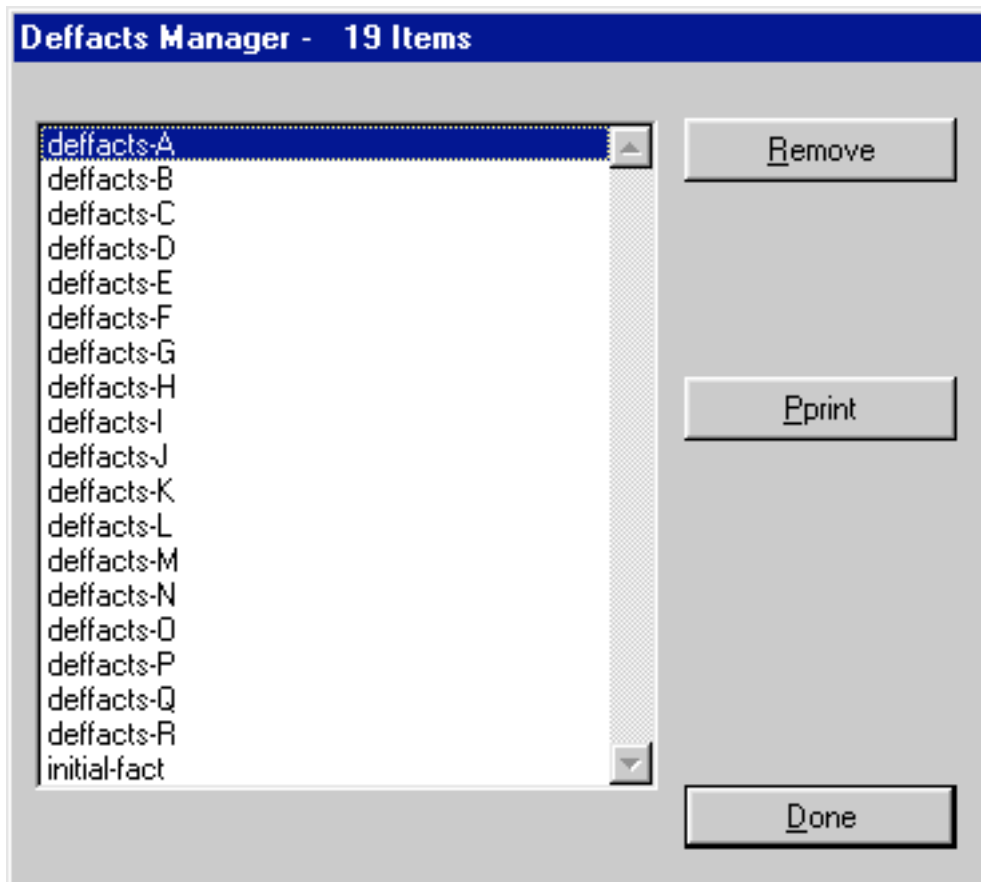 Deffacts Manager -   19 Items
deffacts-A
deffacts-B
deffacts-C
deffacts-D
deffacts-E
deffacts-F
deffacts-G
deffacts-H
deffacts-I
deffacts-J
deffacts-K
deffacts-L
deffacts-M
deffacts-N
deffacts-O
deffacts-P
deffacts-Q
deffacts-R
initial-fact
Remove
Pprint
Done